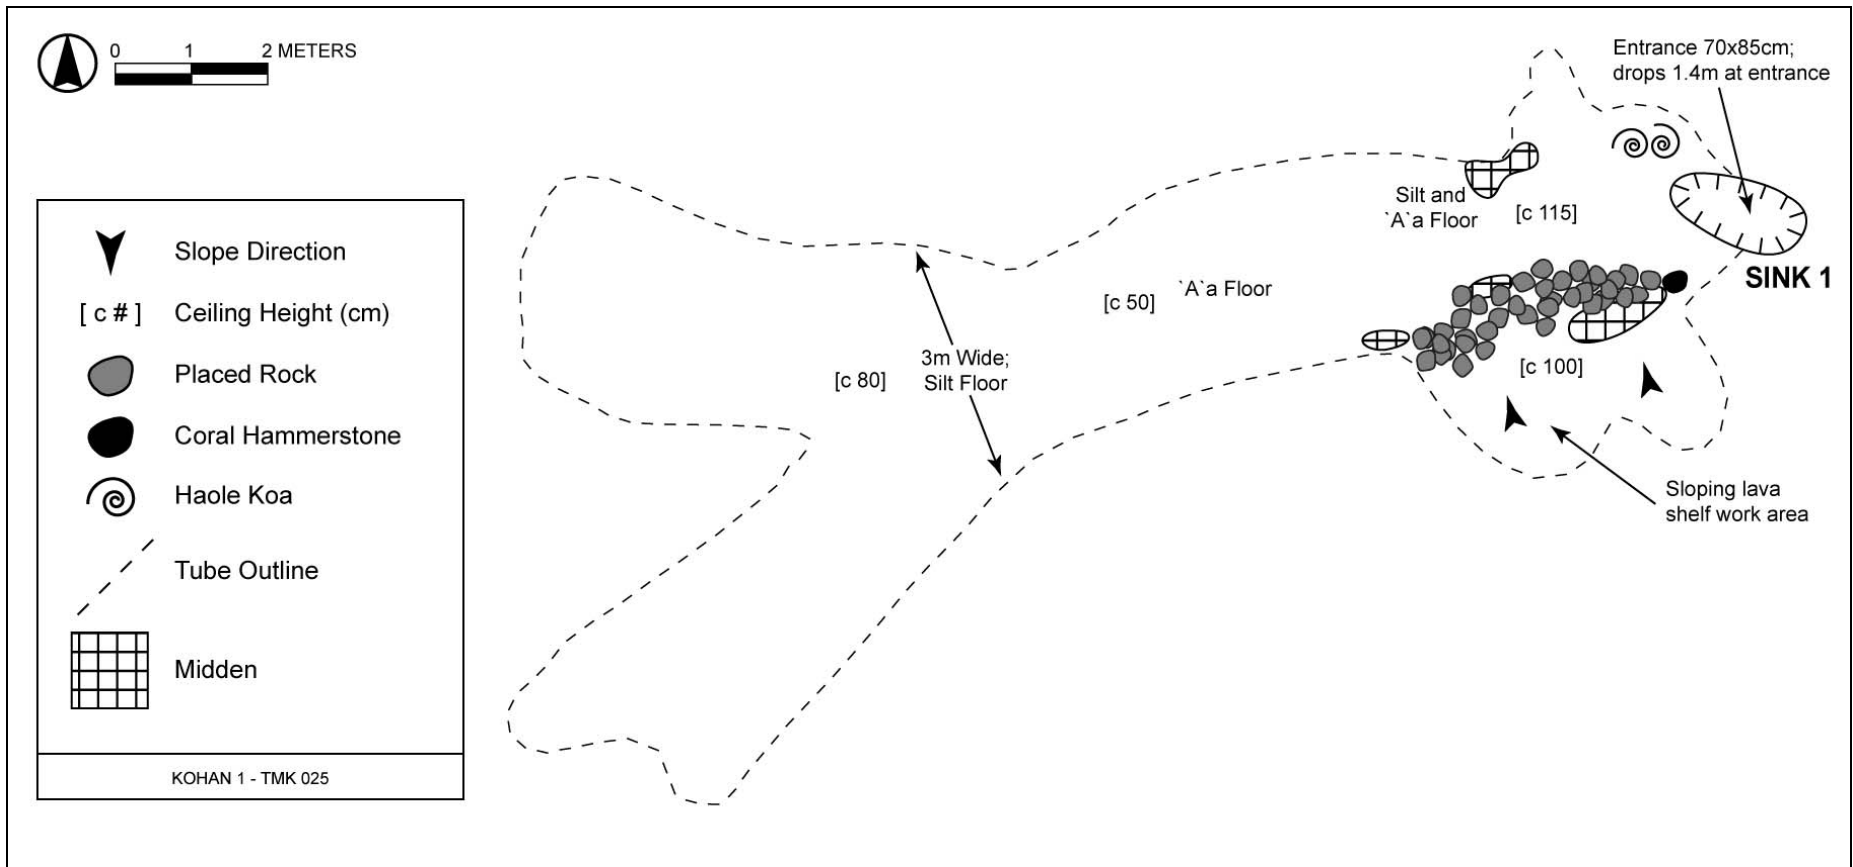 0 1 2 METERS
Entrance 70x85cm;
drops 1.4m at entrance
Slope Direction
[ c # ] Ceiling Height (cm)
Placed Rock
Coral Hammerstone
Haole Koa
Tube Outline
Midden
KOHAN 1 - TMK 025
Silt and
`A`a Floor
[c 115]
SINK 1
[c 50]
`A`a Floor
3m Wide;
Silt Floor
[c 80]
[c 100]
Sloping lava
shelf work area